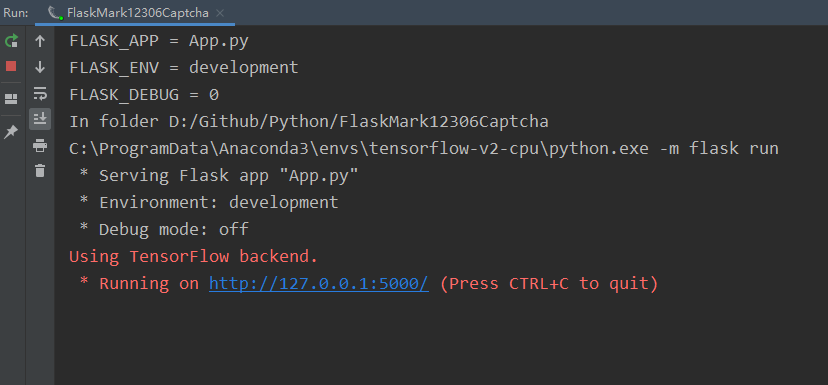 Run: FlaskMark12306Captcha
FLASK_APP = App.py
FLASK_ENV = development
FLASK_DEBUG = 0
In folder D:/Github/Python/FlaskMark12306Captcha
C:\ProgramData\Anaconda3\envs\tensorflow-v2-cpu\python.exe -m flask run
 * Serving Flask app "App.py"
 * Environment: development
 * Debug mode: off
Using TensorFlow backend.
 * Running on http://127.0.0.1:5000/ (Press CTRL+C to quit)